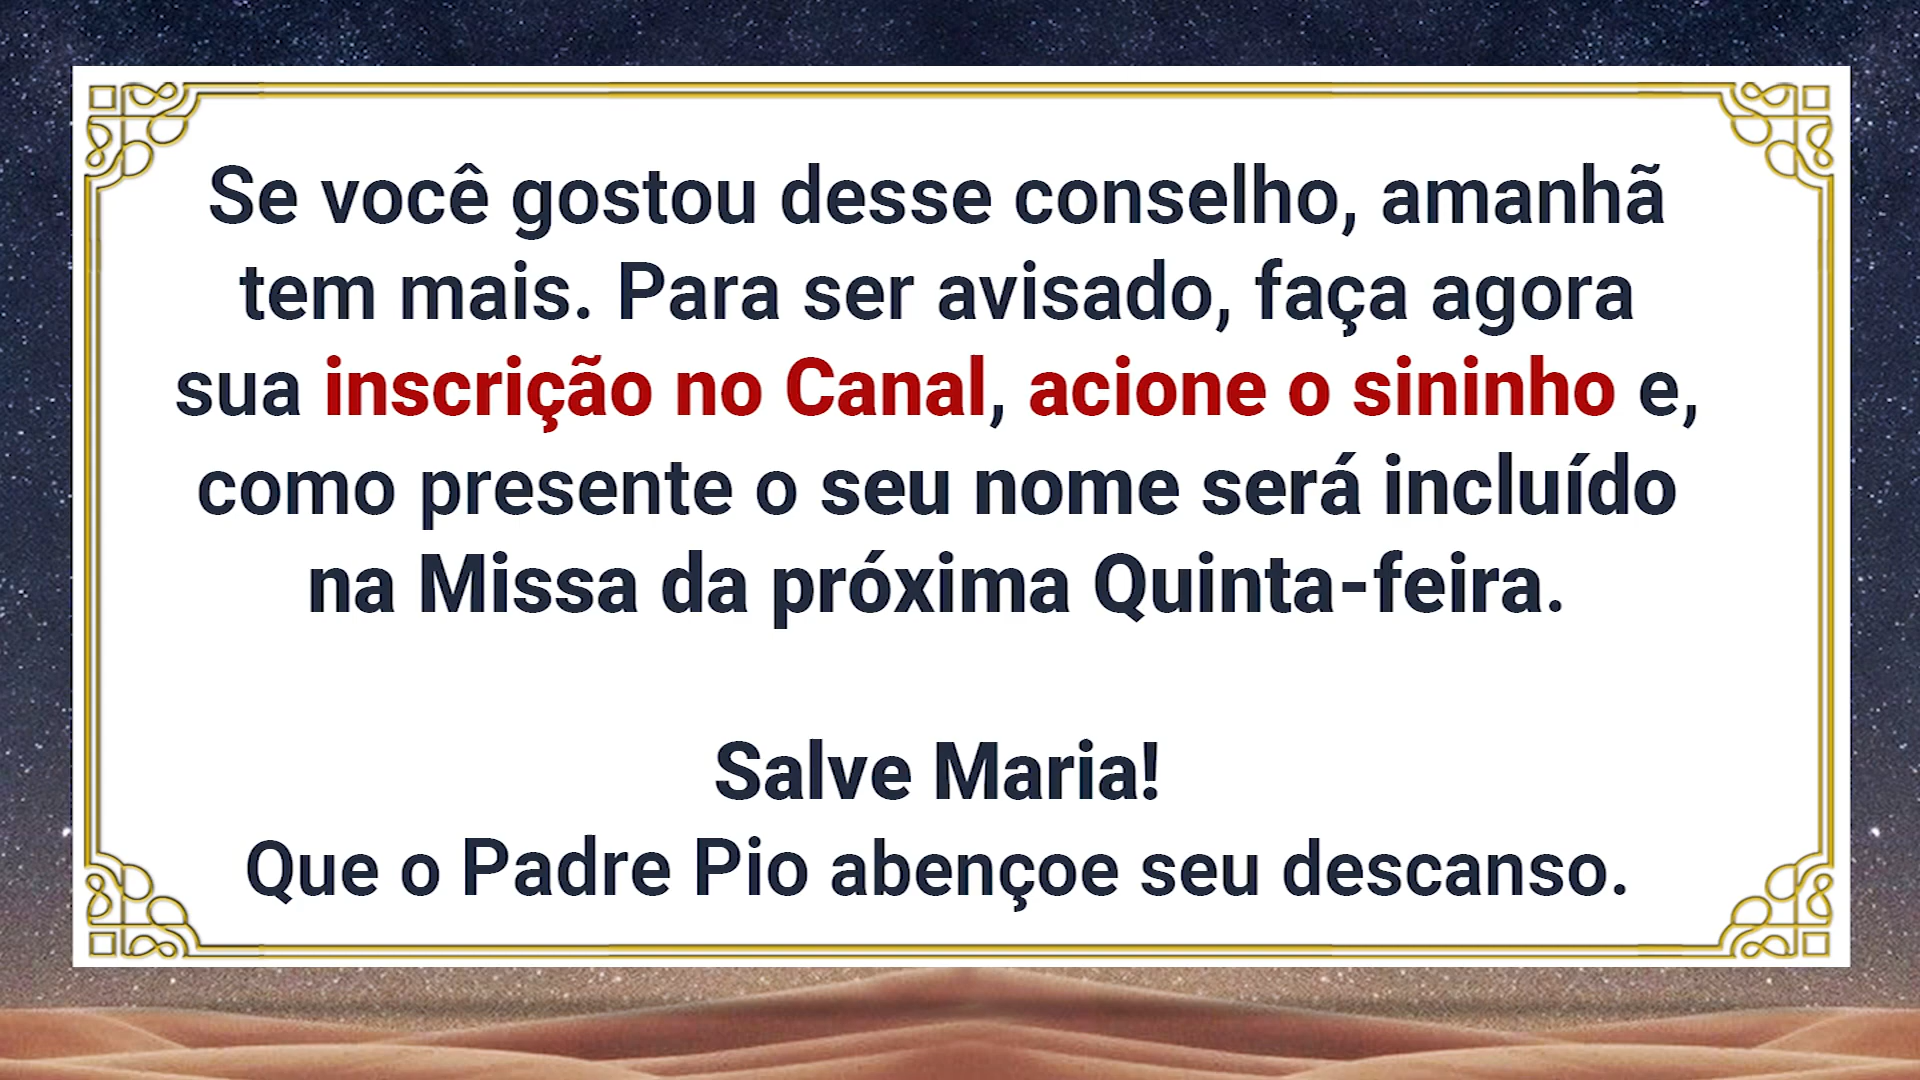 Se você gostou desse conselho, amanhã
tem mais. Para ser avisado, faça agora
sua inscrição no Canal, acione o sininho e,
como presente o seu nome será incluído
na Missa da próxima Quinta-feira.
Salve Maria!
Que o Padre Pio abençoe seu descanso.